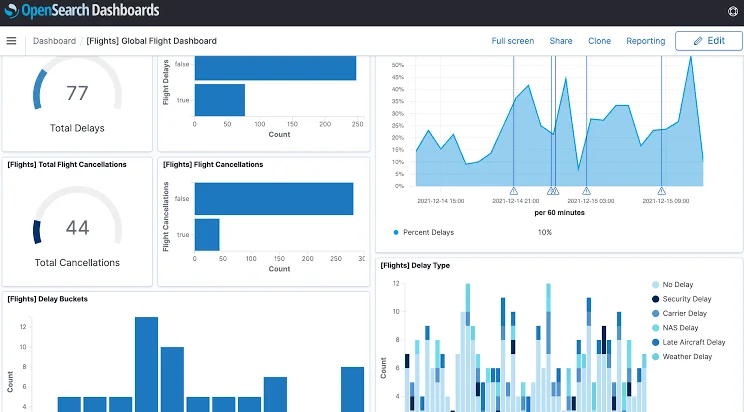 OpenSearch Dashboards
Dashboard / [Flights] Global Flight Dashboard
Full screen Share Clone Reporting Edit
77
Total Delays
Flight Delays
false
true
0 50 100 150 200 250
Count
50%
45%
40%
35%
30%
25%
20%
15%
10%
5%
0%
2021-12-14 15:00 2021-12-14 21:00 2021-12-15 03:00 2021-12-15 09:00
per 60 minutes
Percent Delays 10%
[Flights] Total Flight Cancellations
44
Total Cancellations
[Flights] Flight Cancellations
Flight Cancellations
false
true
0 50 100 150 200 250
Count
[Flights] Delay Buckets
Count
12
10
8
6
4
[Flights] Delay Type
Count
12
10
8
6
4
No Delay
Security Delay
Carrier Delay
NAS Delay
Late Aircraft Delay
Weather Delay